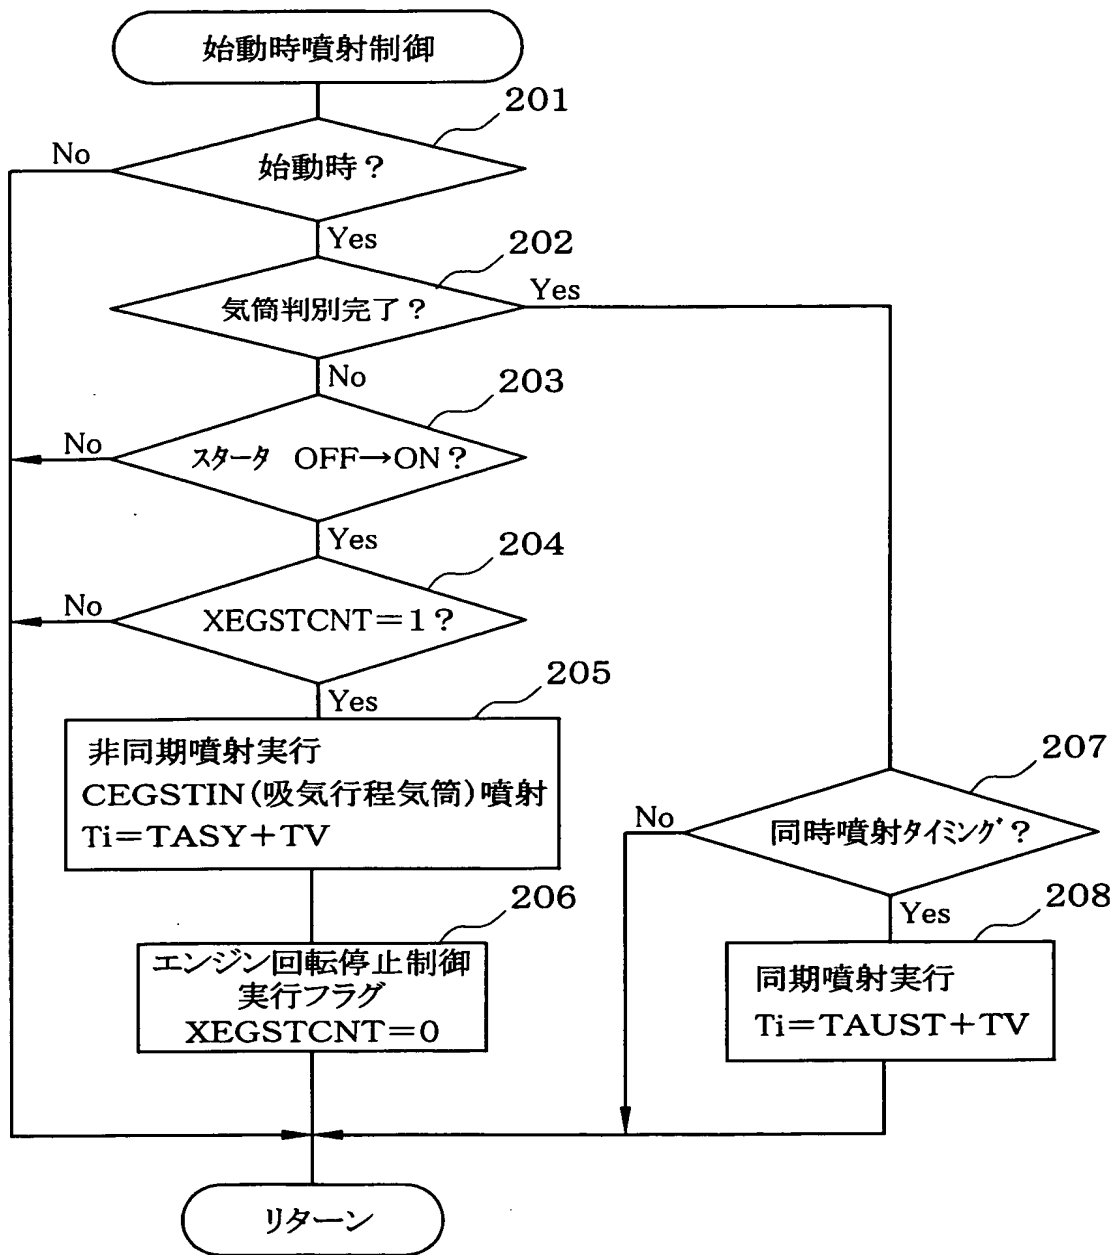 始動時噴射制御
201
No
始動時？
Yes
202
気筒判別完了？
Yes
No
203
No
スタータ OFF→ON？
Yes
204
No
XEGSTCNT＝1？
Yes
205
非同期噴射実行
CEGSTIN(吸気行程気筒)噴射
Ti＝TASY＋TV
206
エンジン回転停止制御
実行フラグ
XEGSTCNT＝0
207
No
同時噴射タイミング？
Yes
208
同期噴射実行
Ti＝TAUST＋TV
リターン